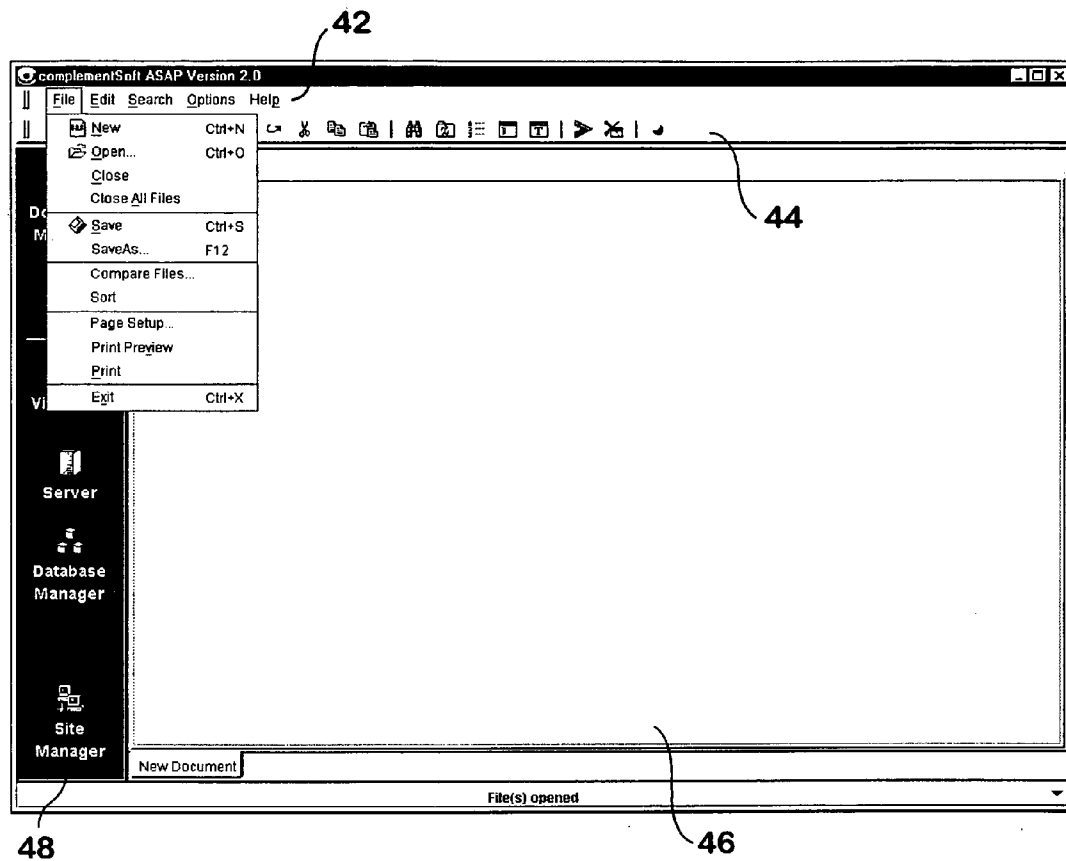 42
complementSoft ASAP Version 2.0
File Edit Search Options Help
New Ctrl+N
Open... Ctrl+O
Close
Close All Files
Save Ctrl+S
SaveAs... F12
Compare Files...
Sort
Page Setup...
Print Preview
Print
Exit Ctrl+X
44
Server
Database
Manager
Site
Manager
New Document
File(s) opened
48
46